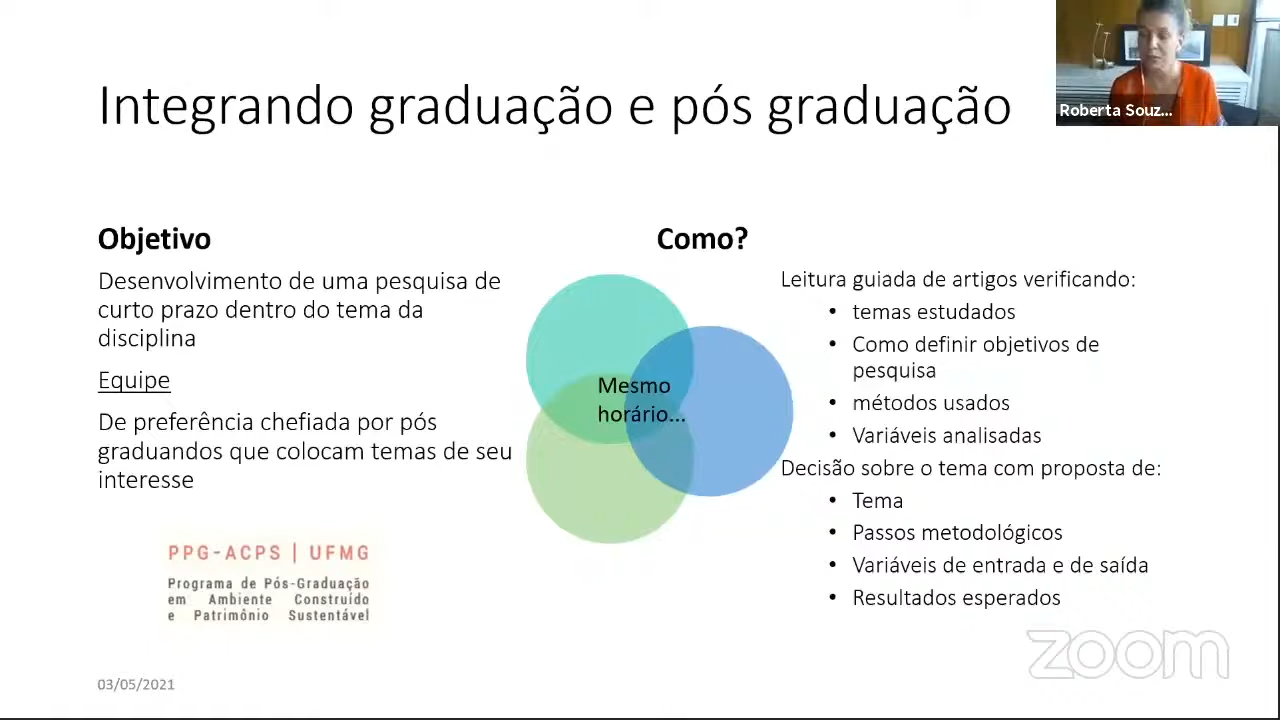 Integrando graduação e pós graduação
Roberta Souz...
Objetivo
Desenvolvimento de uma pesquisa de
curto prazo dentro do tema da
disciplina
Equipe
De preferência chefiada por pós
graduandos que colocam temas de seu
interesse
PPG-ACPS | UFMG
Programa de Pós-Graduação
em Ambiente Construído
e Patrimônio Sustentável
Mesmo
horário...
Como?
Leitura guiada de artigos verificando:
• temas estudados
• Como definir objetivos de
pesquisa
• métodos usados
• Variáveis analisadas
Decisão sobre o tema com proposta de:
• Tema
• Passos metodológicos
• Variáveis de entrada e de saída
• Resultados esperados
zoom
03/05/2021